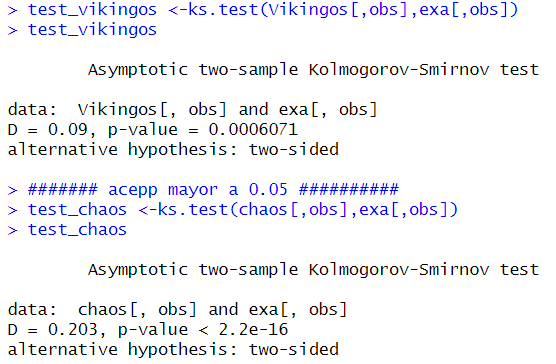 > test_vikingos <-ks.test(Vikingos[,obs],exa[,obs])
> test_vikingos
Asymptotic two-sample Kolmogorov-Smirnov test
data:  Vikingos[, obs] and exa[, obs]
D = 0.09, p-value = 0.0006071
alternative hypothesis: two-sided
> ####### acepp mayor a 0.05 ##########
> test_chaos <-ks.test(chaos[,obs],exa[,obs])
> test_chaos
Asymptotic two-sample Kolmogorov-Smirnov test
data:  chaos[, obs] and exa[, obs]
D = 0.203, p-value < 2.2e-16
alternative hypothesis: two-sided